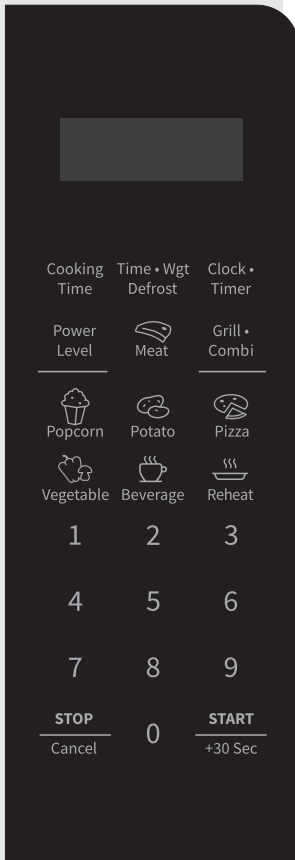 Cooking Time • Wgt Clock •
Time Defrost Timer
Power Grill •
Level Meat Combi
Popcorn Potato Pizza
Vegetable Beverage Reheat
1 2 3
4 5 6
7 8 9
STOP START
0
Cancel +30 Sec